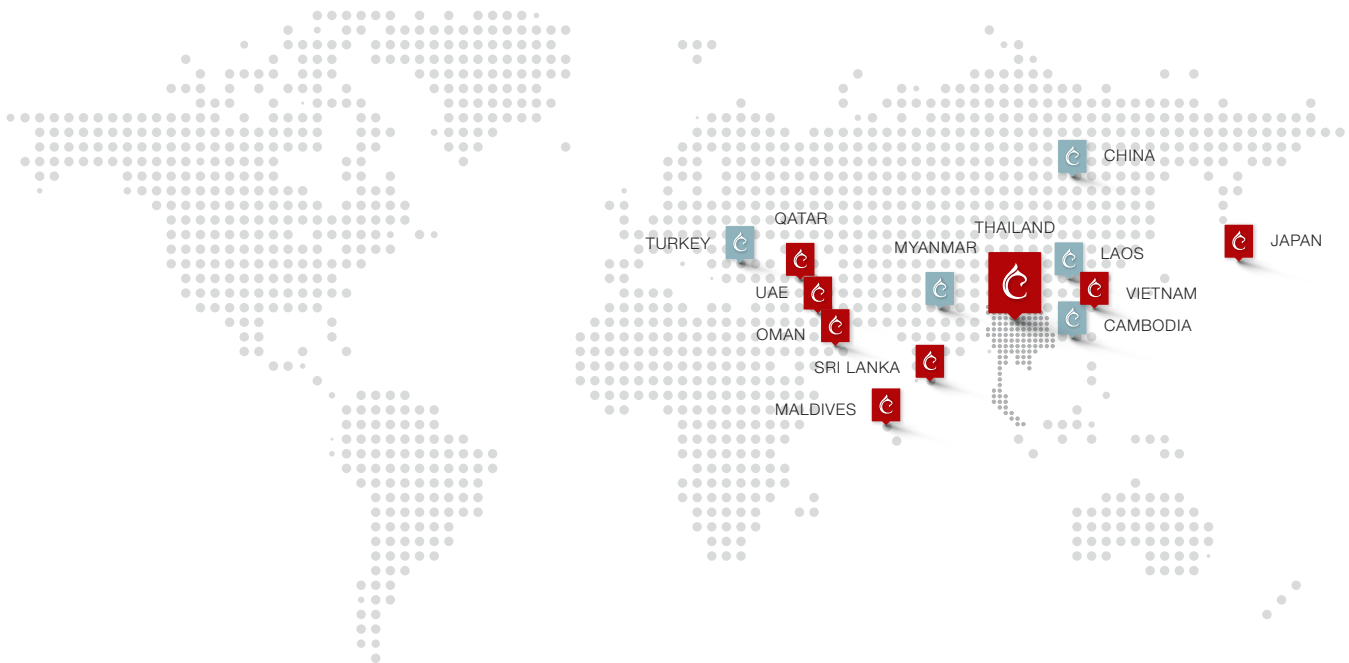 CHINA
QATAR
THAILAND
TURKEY
MYANMAR
JAPAN
LAOS
UAE
VIETNAM
OMAN
CAMBODIA
SRI LANKA
MALDIVES